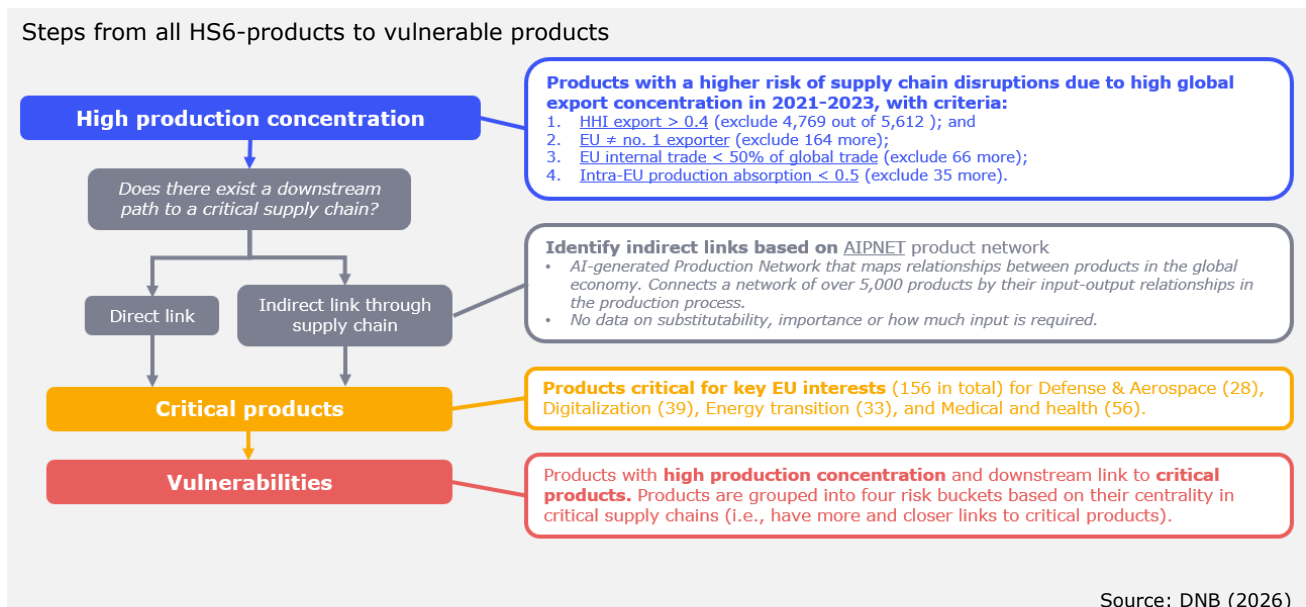 Steps from all HS6-products to vulnerable products
High production concentration
Products with a higher risk of supply chain disruptions due to high global
export concentration in 2021-2023, with criteria:
1. HHI export > 0.4 (exclude 4,769 out of 5,612 ); and
2. EU ≠ no. 1 exporter (exclude 164 more);
3. EU internal trade < 50% of global trade (exclude 66 more);
4. Intra-EU production absorption < 0.5 (exclude 35 more).
Does there exist a downstream
path to a critical supply chain?
Direct link
Indirect link through
supply chain
Identify indirect links based on AIPNET product network
• AI-generated Production Network that maps relationships between products in the global
economy. Connects a network of over 5,000 products by their input-output relationships in
the production process.
• No data on substitutability, importance or how much input is required.
Critical products
Products critical for key EU interests (156 in total) for Defense & Aerospace (28),
Digitalization (39), Energy transition (33), and Medical and health (56).
Vulnerabilities
Products with high production concentration and downstream link to critical
products. Products are grouped into four risk buckets based on their centrality in
critical supply chains (i.e., have more and closer links to critical products).
Source: DNB (2026)